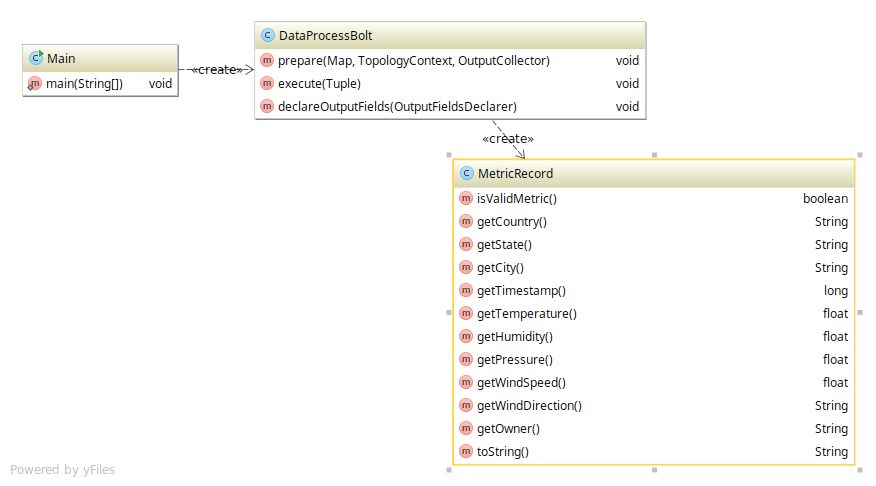 C Main
m main(String[]) void
«create»
C DataProcessBolt
m prepare(Map, TopologyContext, OutputCollector) void
m execute(Tuple) void
m declareOutputFields(OutputFieldsDeclarer) void
«create»
C MetricRecord
m isValidMetric() boolean
m getCountry() String
m getState() String
m getCity() String
m getTimestamp() long
m getTemperature() float
m getHumidity() float
m getPressure() float
m getWindSpeed() float
m getWindDirection() String
m getOwner() String
m toString() String
Powered by yFiles